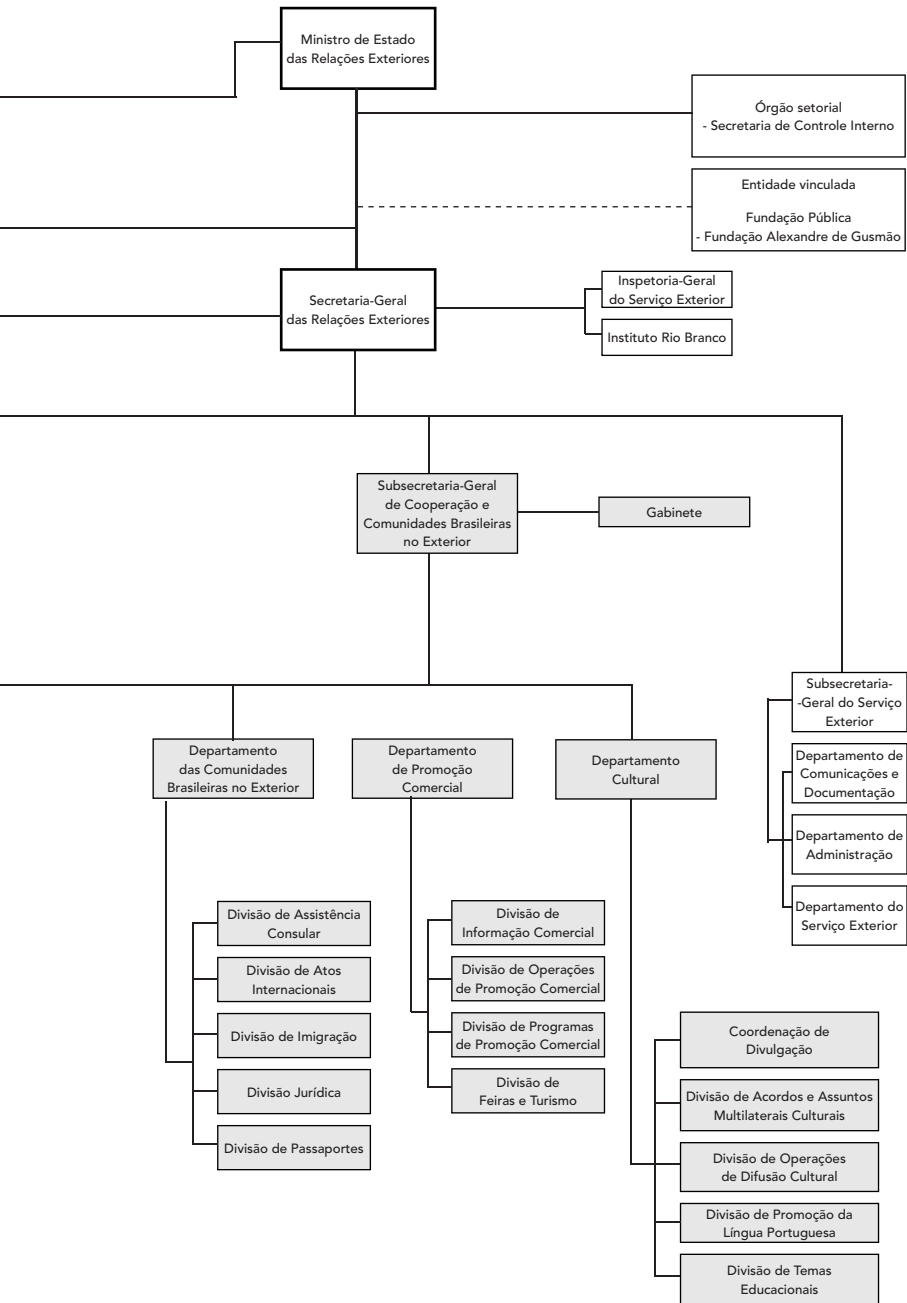 Ministro de Estado
das Relações Exteriores
Órgão setorial
- Secretaria de Controle Interno
Entidade vinculada
Fundação Pública
- Fundação Alexandre de Gusmão
Secretaria-Geral
das Relações Exteriores
Inspetoria-Geral
do Serviço Exterior
Instituto Rio Branco
Subsecretaria-Geral
de Cooperação e
Comunidades Brasileiras
no Exterior
Gabinete
Subsecretaria-
-Geral do Serviço
Exterior
Departamento de
Comunicações e
Documentação
Departamento de
Administração
Departamento do
Serviço Exterior
Departamento
das Comunidades
Brasileiras no Exterior
Departamento
de Promoção
Comercial
Departamento
Cultural
Divisão de Assistência
Consular
Divisão de Atos
Internacionais
Divisão de Imigração
Divisão Jurídica
Divisão de Passaportes
Divisão de
Informação Comercial
Divisão de Operações
de Promoção Comercial
Divisão de Programas
de Promoção Comercial
Divisão de
Feiras e Turismo
Coordenação de
Divulgação
Divisão de Acordos e Assuntos
Multilaterais Culturais
Divisão de Operações
de Difusão Cultural
Divisão de Promoção da
Língua Portuguesa
Divisão de Temas
Educacionais